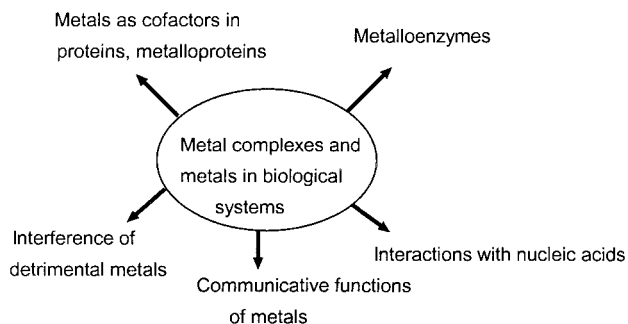 Metals as cofactors in
proteins, metalloproteins
Metalloenzymes
Metal complexes and
metals in biological
systems
Interference of
detrimental metals
Communicative functions
of metals
Interactions with nucleic acids